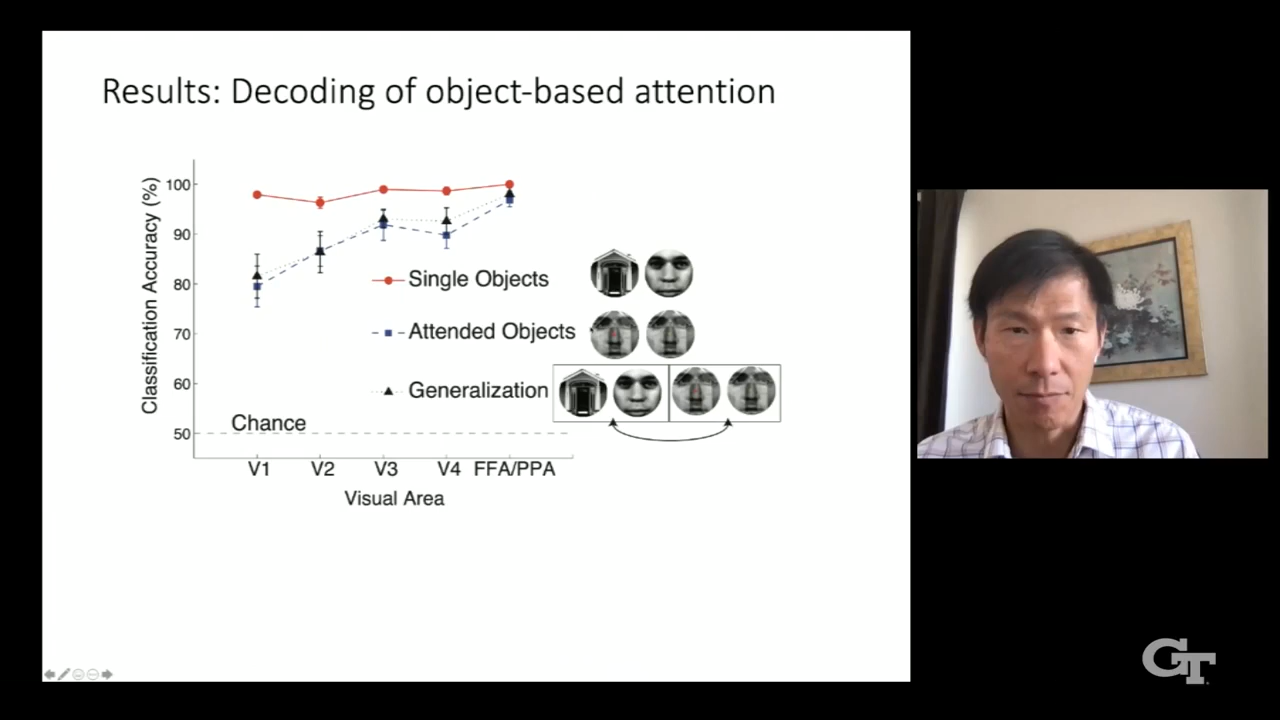 Results: Decoding of object-based attention
Classification Accuracy (%)
100
90
80
70
60
50
Single Objects
Attended Objects
Generalization
Chance
V1 V2 V3 V4 FFA/PPA
Visual Area
GT